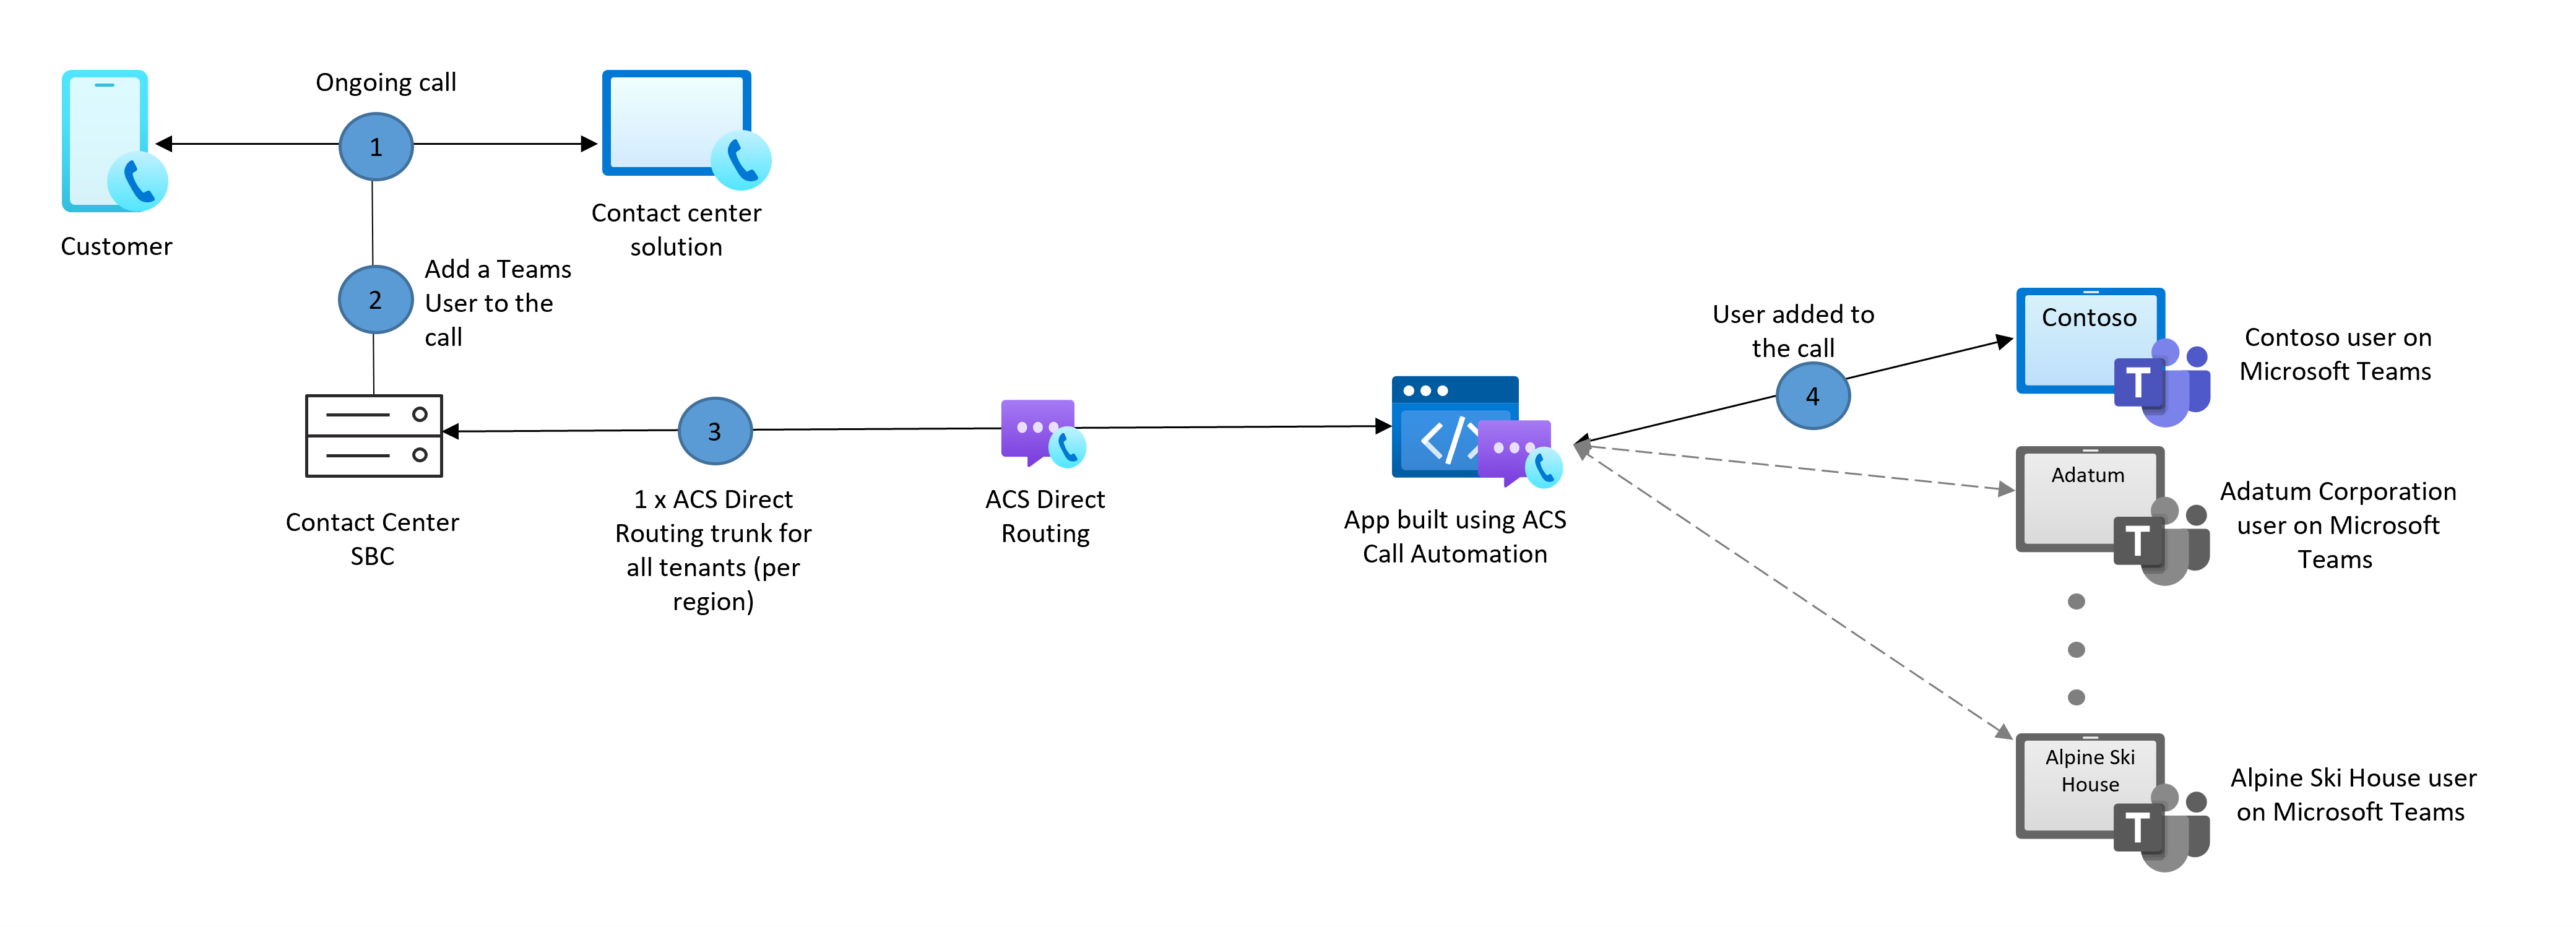 Ongoing call
1
Customer
Contact center
solution
2
Add a Teams
User to the
call
Contact Center
SBC
3
1 x ACS Direct
Routing trunk for
all tenants (per
region)
ACS Direct
Routing
</>
App built using ACS
Call Automation
User added to
the call
4
Contoso
T
Contoso user on
Microsoft Teams
Adatum
T
Adatum Corporation
user on Microsoft
Teams
Alpine Ski
House
T
Alpine Ski House user
on Microsoft Teams